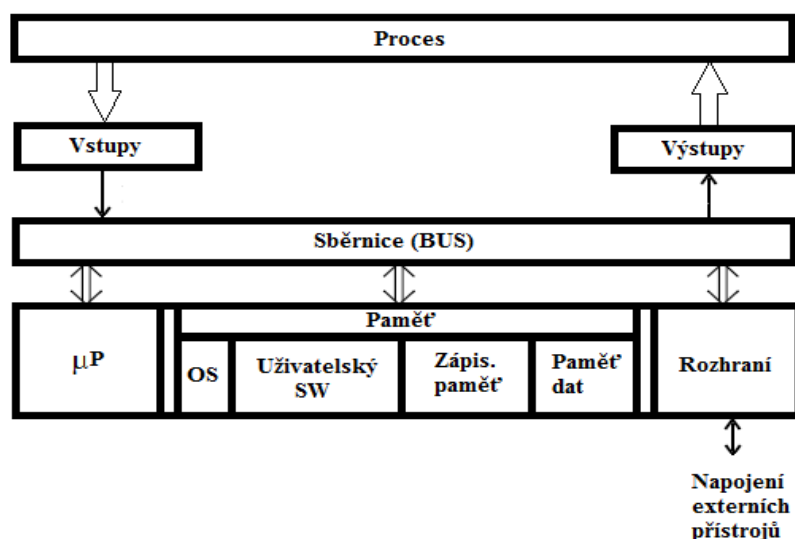 Proces
Vstupy
Výstupy
Sběrnice (BUS)
Paměť
μP
OS
Uživatelský
SW
Zápis.
paměť
Paměť
dat
Rozhraní
Napojení
externích
přístrojů